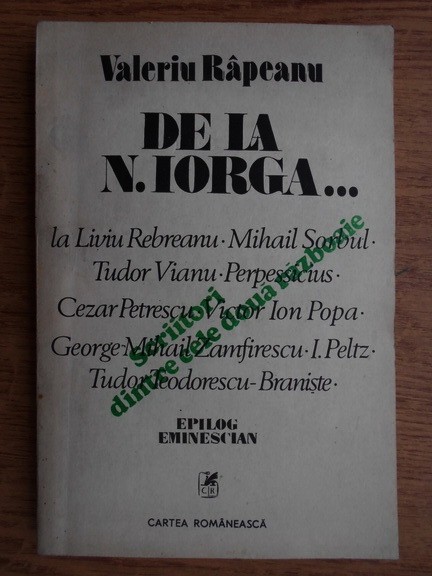 Valeriu Râpeanu
DE LA
N. IORGA...
la Liviu Rebreanu · Mihail Sorbul ·
Tudor Vianu · Perpessicius ·
Cezar Petrescu · Victor Ion Popa ·
George-Mihail Zamfirescu · I. Peltz ·
Tudor Teodorescu-Braniște ·
Scriitori
dintre cele două războaie
EPILOG
EMINESCIAN
C R
CARTEA ROMÂNEASCĂ